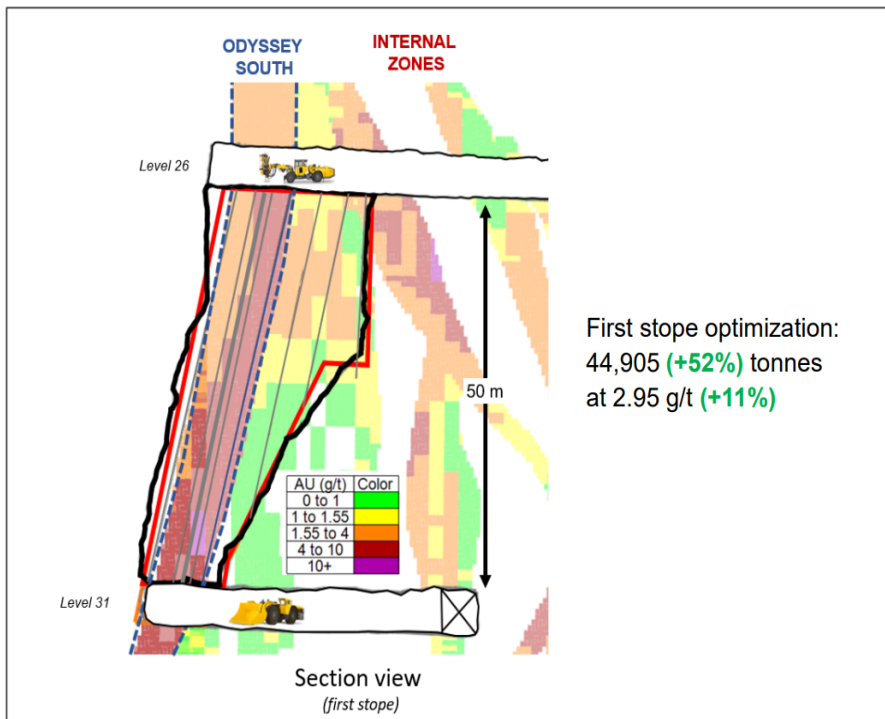 ODYSSEY
SOUTH
INTERNAL
ZONES
Level 26
First stope optimization:
44,905 (+52%) tonnes
at 2.95 g/t (+11%)
50 m
AU (g/t) Color
0 to 1
1 to 1.55
1.55 to 4
4 to 10
10+
Level 31
Section view
(first stope)